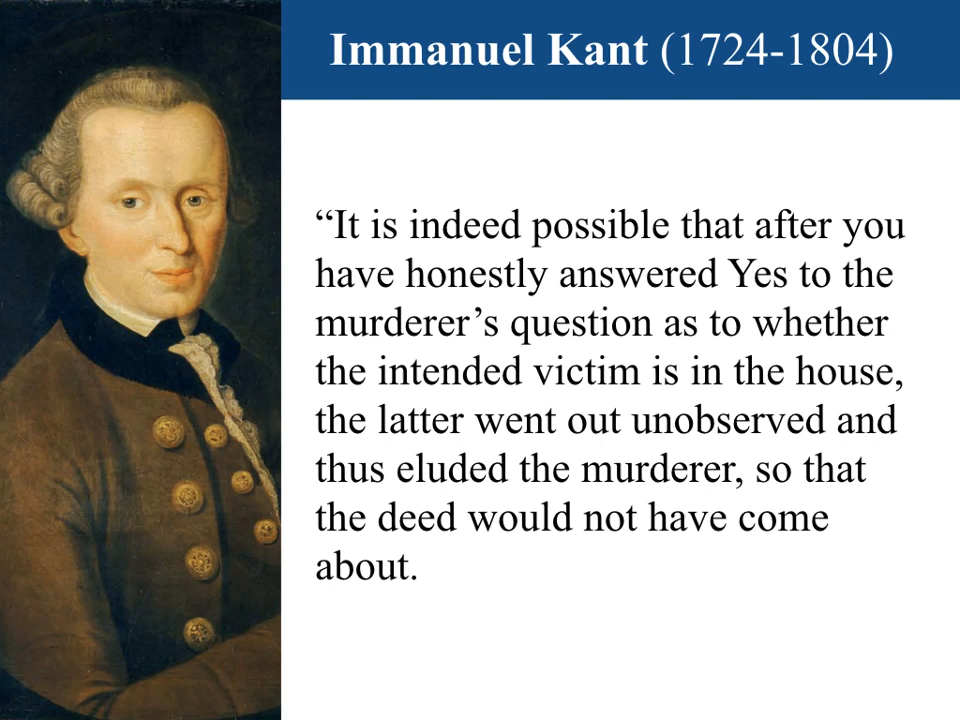 Immanuel Kant (1724-1804)
“It is indeed possible that after you
have honestly answered Yes to the
murderer’s question as to whether
the intended victim is in the house,
the latter went out unobserved and
thus eluded the murderer, so that
the deed would not have come
about.